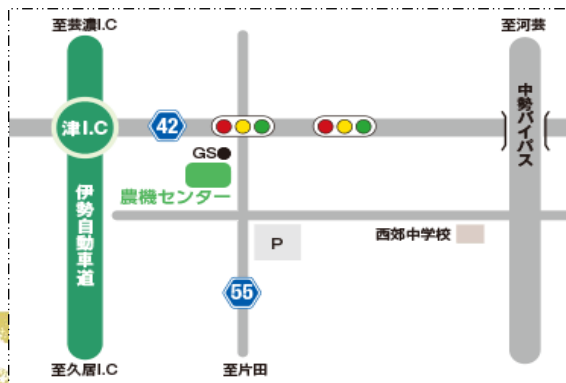 至芸濃I.C
至河芸
津I.C
42
中勢バイパス
GS
農機センター
伊勢自動車道
P
西郊中学校
55
至久居I.C
至片田